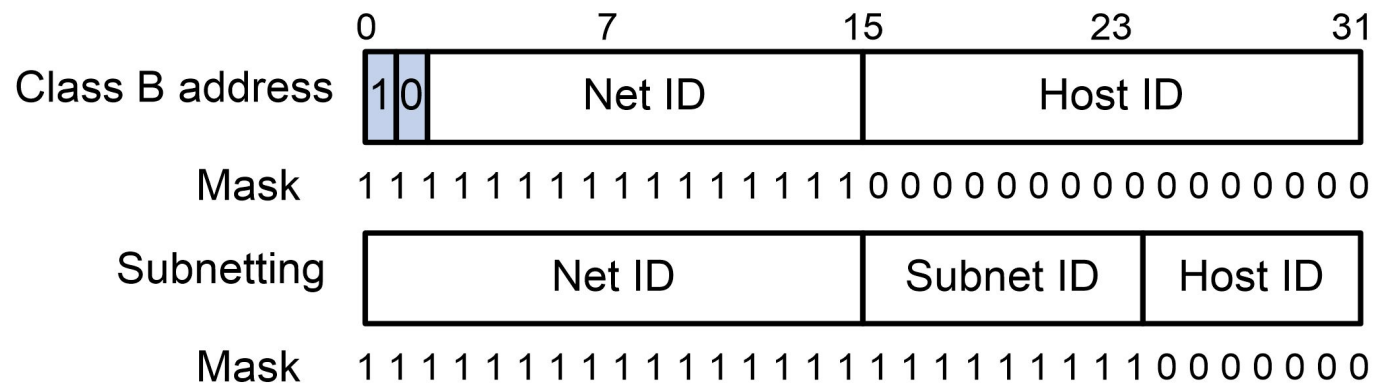 0 7 15 23 31
Class B address 1 0 Net ID Host ID
Mask 1 1 1 1 1 1 1 1 1 1 1 1 1 1 1 1 0 0 0 0 0 0 0 0 0 0 0 0 0 0 0 0
Subnetting Net ID Subnet ID Host ID
Mask 1 1 1 1 1 1 1 1 1 1 1 1 1 1 1 1 1 1 1 1 1 1 1 1 1 0 0 0 0 0 0 0